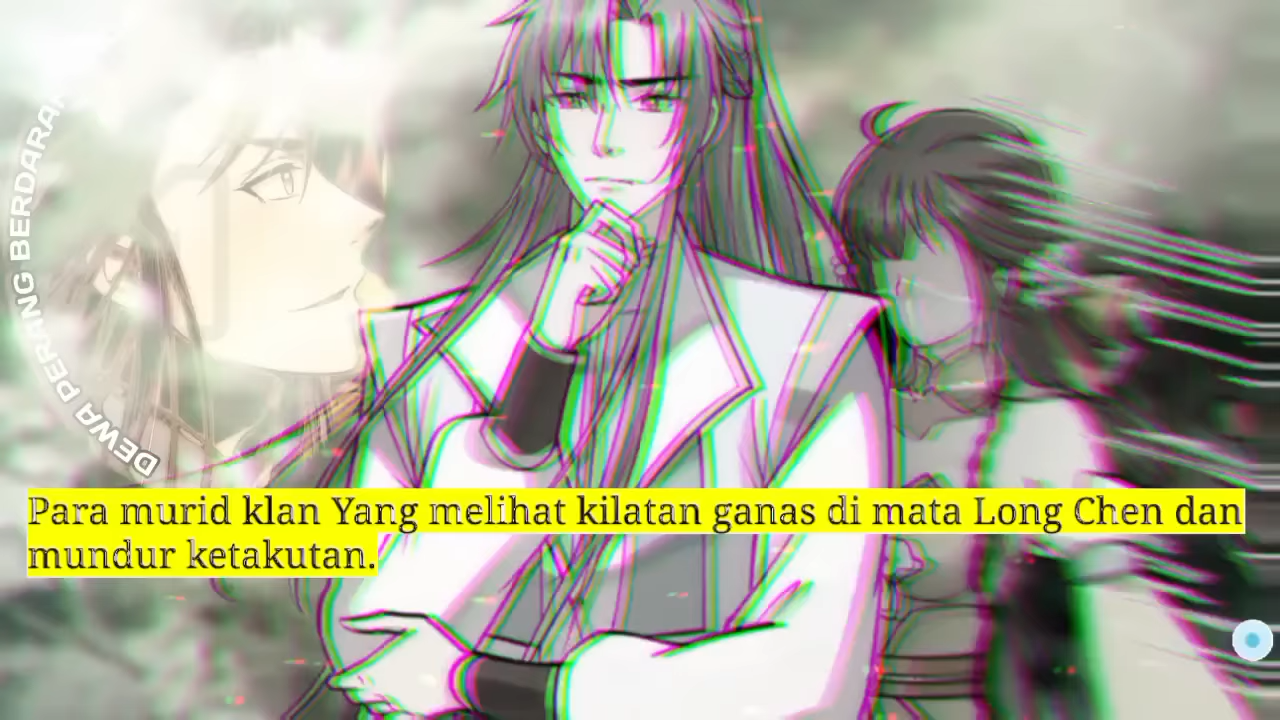 DEWA PERANG BERDARAH
Para murid klan Yang melihat kilatan ganas di mata Long Chen dan
mundur ketakutan.